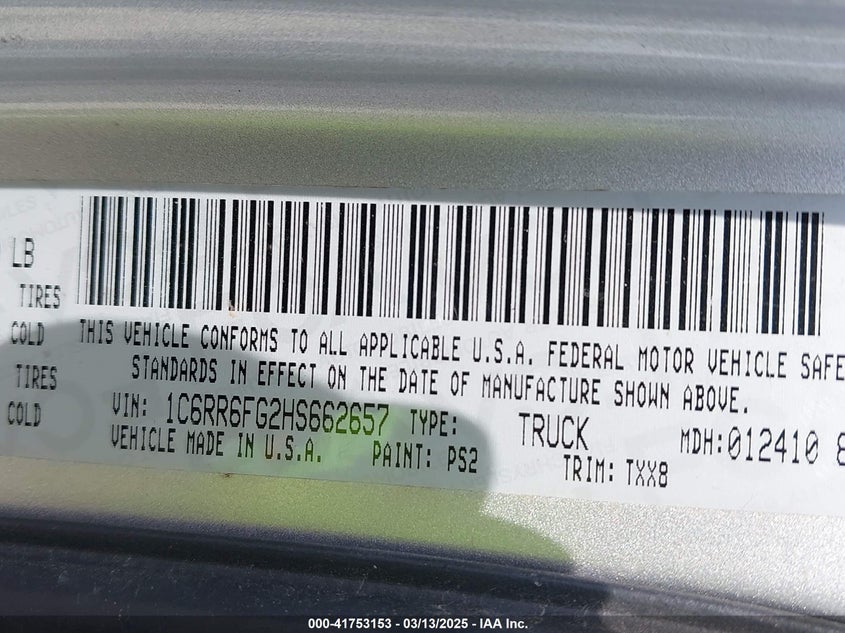 LB
TIRES
COLD
TIRES
COLD
THIS VEHICLE CONFORMS TO ALL APPLICABLE U.S.A. FEDERAL MOTOR VEHICLE SAFE
STANDARDS IN EFFECT ON THE DATE OF MANUFACTURE SHOWN ABOVE.
VIN: 1C6RR6FG2HS662657 TYPE: TRUCK MDH: 012410 8
VEHICLE MADE IN U.S.A. PAINT: PS2 TRIM: TXX8
000-41753153 - 03/13/2025 - IAA Inc.